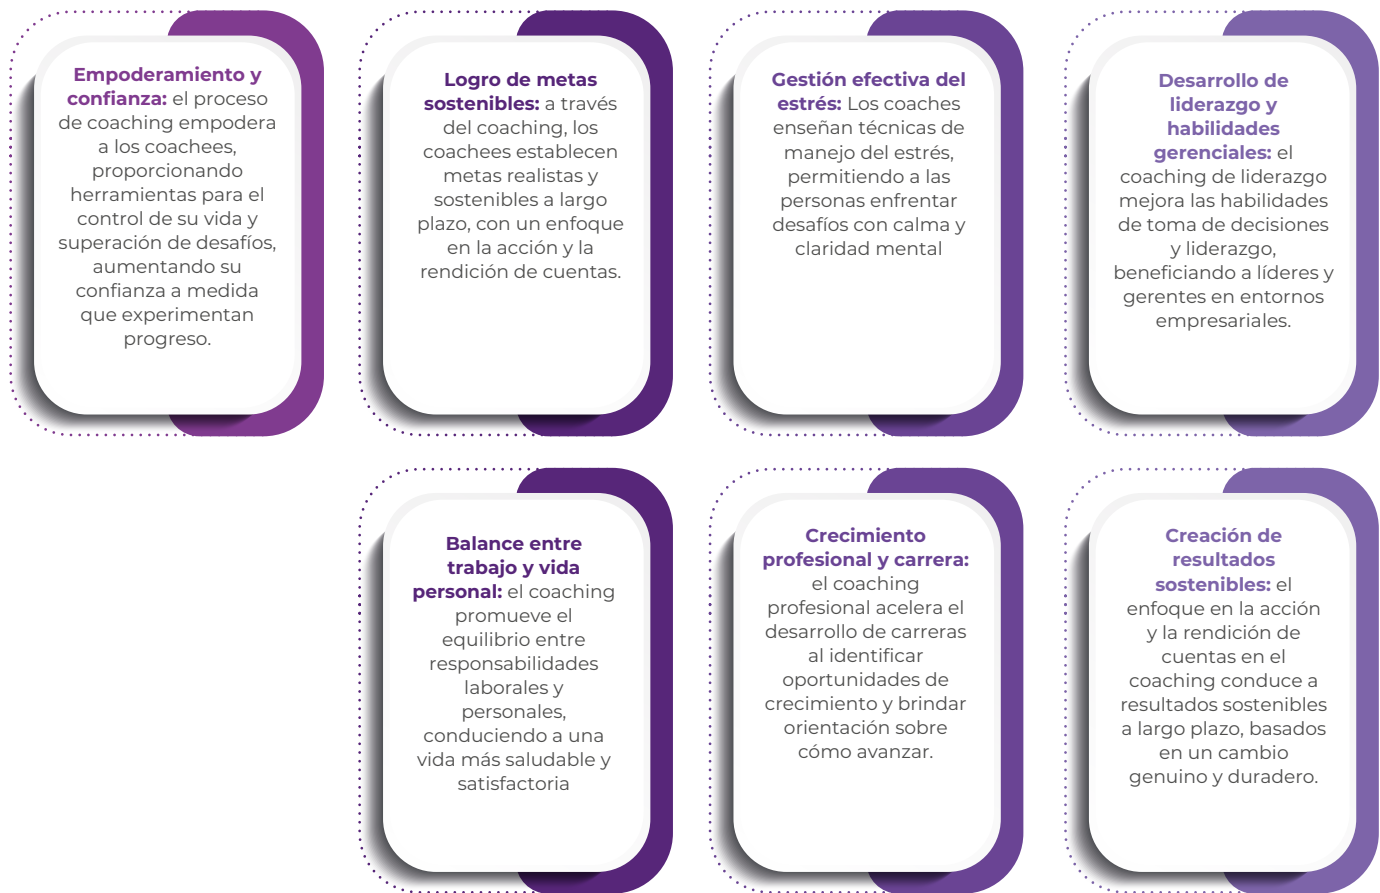 Empoderamiento y
confianza: el proceso
de coaching empodera
a los coachees,
proporcionando
herramientas para el
control de su vida y
superación de desafíos,
aumentando su
confianza a medida
que experimentan
progreso.
Logro de metas
sostenibles: a través
del coaching, los
coachees establecen
metas realistas y
sostenibles a largo
plazo, con un enfoque
en la acción y la
rendición de cuentas.
Gestión efectiva del
estrés: Los coaches
enseñan técnicas de
manejo del estrés,
permitiendo a las
personas enfrentar
desafíos con calma y
claridad mental
Desarrollo de
liderazgo y
habilidades
gerenciales: el
coaching de liderazgo
mejora las habilidades
de toma de decisiones
y liderazgo,
beneficiando a líderes y
gerentes en entornos
empresariales.
Balance entre
trabajo y vida
personal: el coaching
promueve el
equilibrio entre
responsabilidades
laborales y
personales,
conduciendo a una
vida más saludable y
satisfactoria
Crecimiento
profesional y carrera:
el coaching
profesional acelera el
desarrollo de carreras
al identificar
oportunidades de
crecimiento y brindar
orientación sobre
cómo avanzar.
Creación de
resultados
sostenibles: el
enfoque en la acción
y la rendición de
cuentas en el
coaching conduce a
resultados sostenibles
a largo plazo, basados
en un cambio
genuino y duradero.